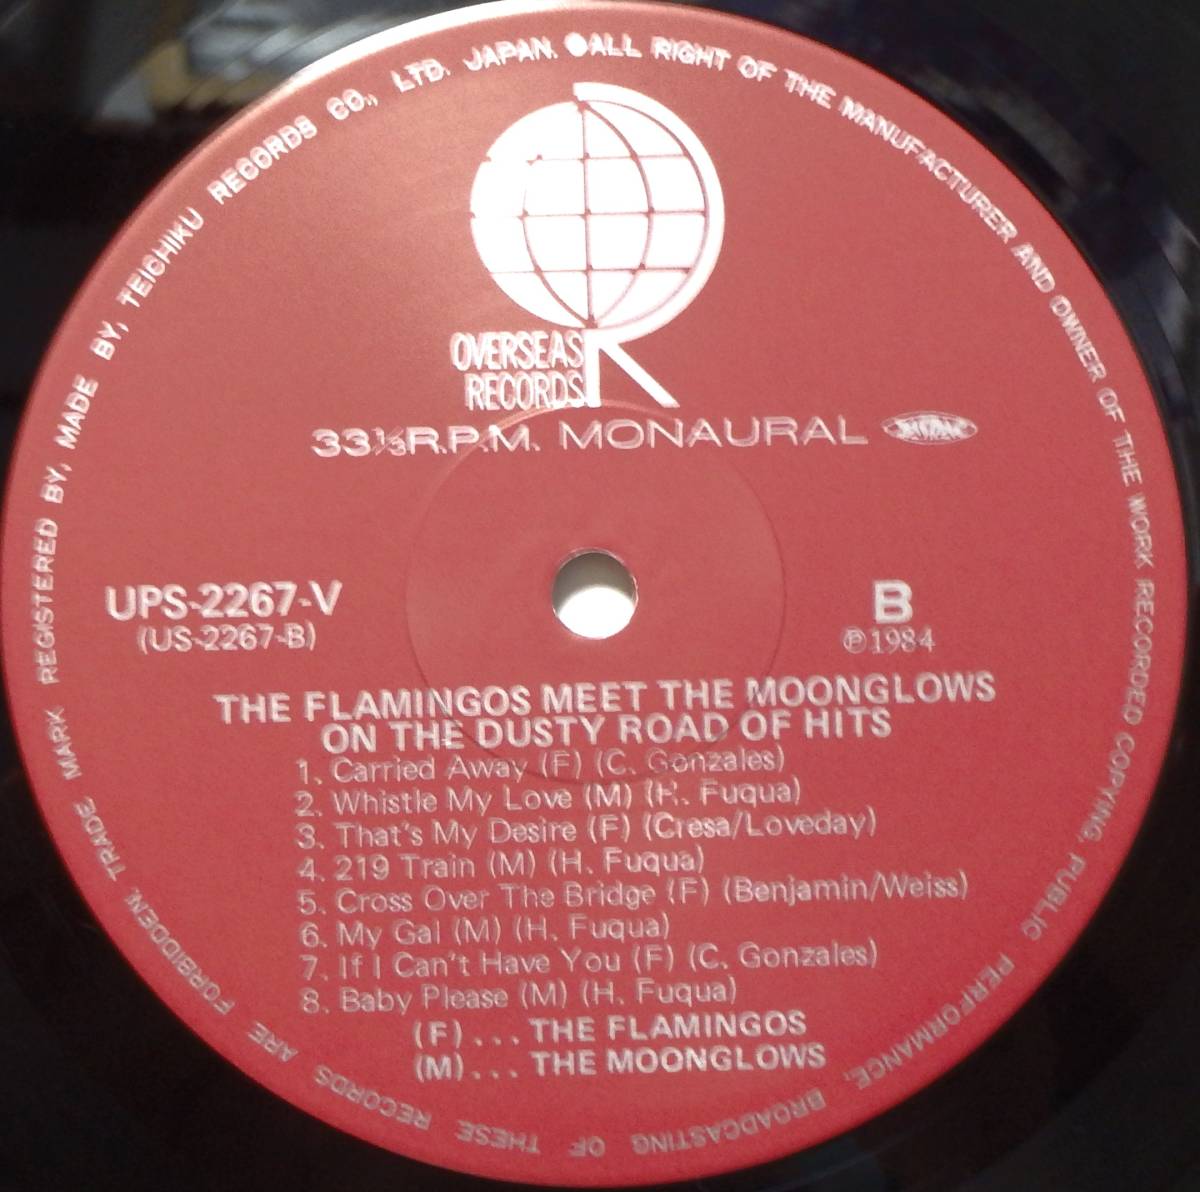 TRADE MARK REGISTERED BY, MADE BY, TEICHIKU RECORDS CO., LTD. JAPAN. ●ALL RIGHT OF THE MANUFACTURER AND OWNER OF THE WORK RECORDED COPYING, PUBLIC PERFORMANCE, BROADCASTING OF THESE RECORDS ARE FORBIDDEN.
OVERSEAS
RECORDS
33⅓R.P.M. MONAURAL JASRAC
UPS-2267-V
(US-2267-B)
B
℗1984
THE FLAMINGOS MEET THE MOONGLOWS
ON THE DUSTY ROAD OF HITS
1. Carried Away (F) (C. Gonzales)
2. Whistle My Love (M) (H. Fuqua)
3. That's My Desire (F) (Cresa/Loveday)
4. 219 Train (M) (H. Fuqua)
5. Cross Over The Bridge (F) (Benjamin/Weiss)
6. My Gal (M) (H. Fuqua)
7. If I Can't Have You (F) (C. Gonzales)
8. Baby Please (M) (H. Fuqua)
(F)... THE FLAMINGOS
(M)... THE MOONGLOWS